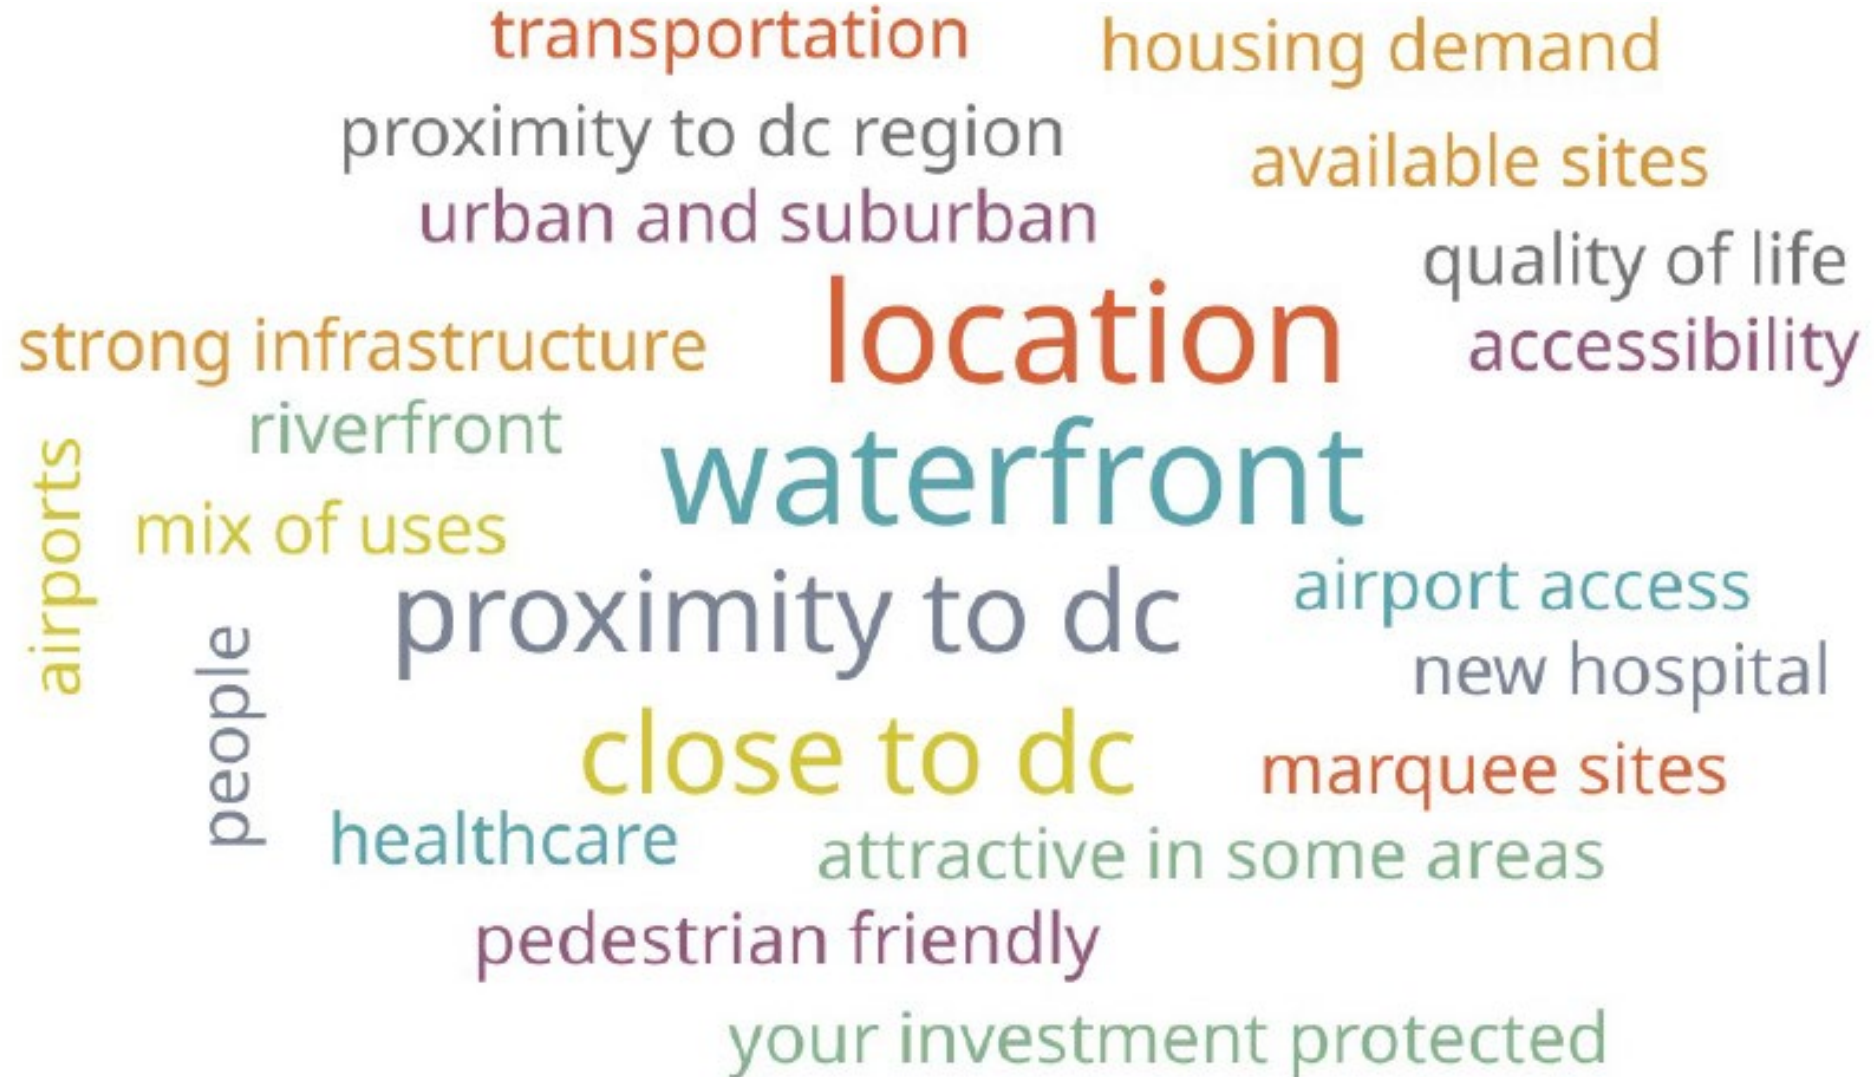 transportation
housing demand
proximity to dc region
available sites
urban and suburban
quality of life
location
strong infrastructure
accessibility
riverfront
waterfront
airports
mix of uses
airport access
proximity to dc
new hospital
people
close to dc
marquee sites
healthcare
attractive in some areas
pedestrian friendly
your investment protected